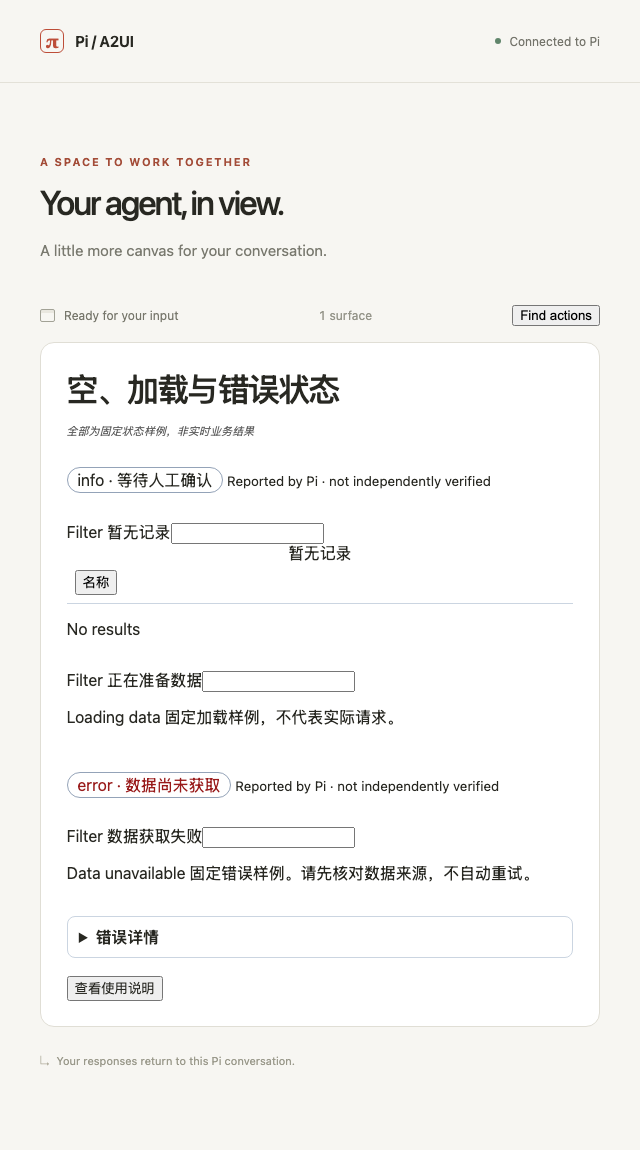 π Pi / A2UI
Connected to Pi
A SPACE TO WORK TOGETHER
Your agent, in view.
A little more canvas for your conversation.
Ready for your input
1 surface
Find actions
空、加载与错误状态
全部为固定状态样例，非实时业务结果
info · 等待人工确认 Reported by Pi · not independently verified
Filter 暂无记录
暂无记录
名称
No results
Filter 正在准备数据
Loading data 固定加载样例，不代表实际请求。
error · 数据尚未获取 Reported by Pi · not independently verified
Filter 数据获取失败
Data unavailable 固定错误样例。请先核对数据来源，不自动重试。
错误详情
查看使用说明
Your responses return to this Pi conversation.